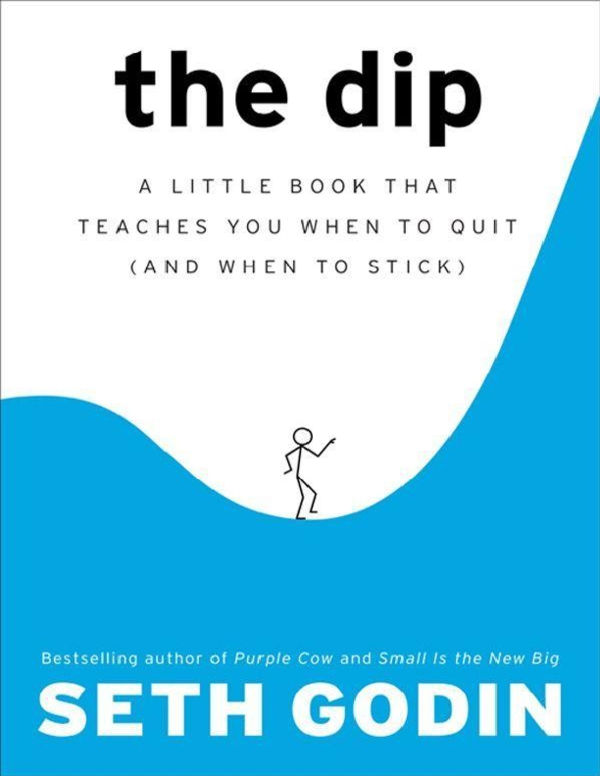 the dip
A LITTLE BOOK THAT
TEACHES YOU WHEN TO QUIT
(AND WHEN TO STICK)
Bestselling author of Purple Cow and Small Is the New Big
SETH GODIN